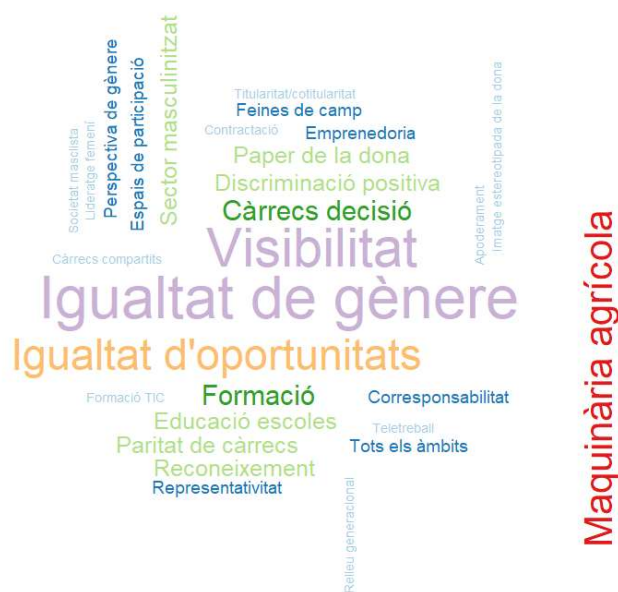 Societat masclista
Lideratge femení
Perspectiva de gènere
Espais de participació
Sector masculinitzat
Titularitat/cotitularitat
Feines de camp
Contractació
Emprenedoria
Paper de la dona
Discriminació positiva
Càrrecs decisió
Apoderament
Imatge estereotipada de la dona
Visibilitat
Càrrecs compartits
Igualtat de gènere
Igualtat d'oportunitats
Maquinària agrícola
Formació TIC
Formació
Corresponsabilitat
Educació escoles
Teletreball
Paritat de càrrecs
Tots els àmbits
Reconeixement
Representativitat
Relleu generacional